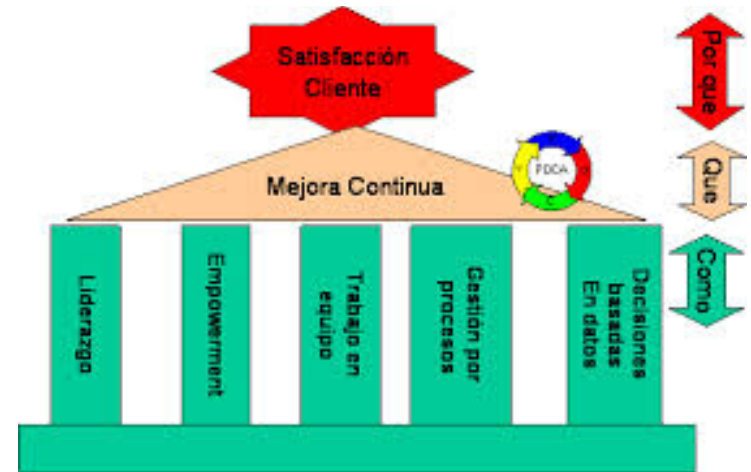 Satisfacción
Cliente
Por que
Mejora Continua
PDCA
Que
Liderazgo
Empowerment
Trabajo en
equipo
Gestión por
procesos
Decisiones
basadas
En datos
Como